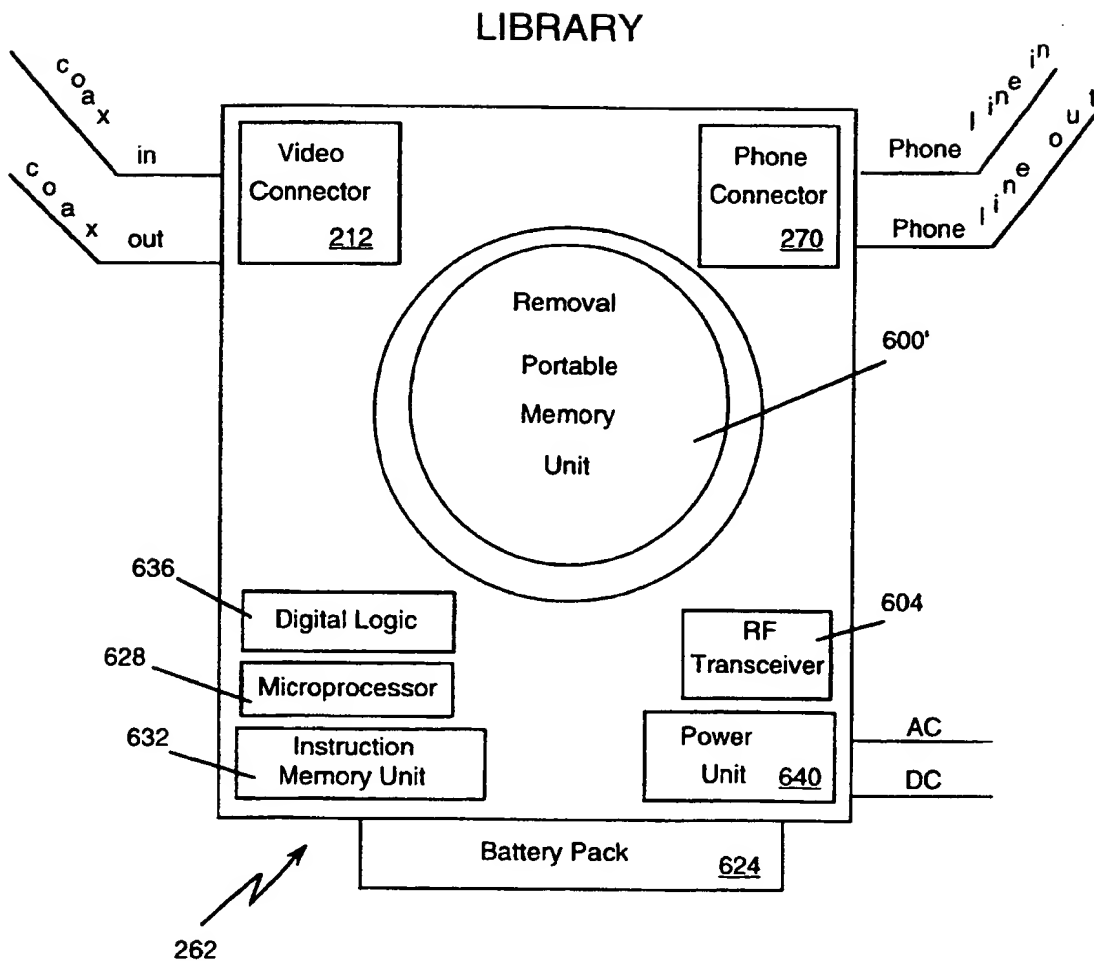 LIBRARY
coax in
coax out
Video
Connector
212
Phone
Connector
270
Phone line in
Phone line out
Removal
Portable
Memory
Unit
600'
636
Digital Logic
628
Microprocessor
632
Instruction
Memory Unit
604
RF
Transceiver
Power
Unit
640
AC
DC
Battery Pack
624
262